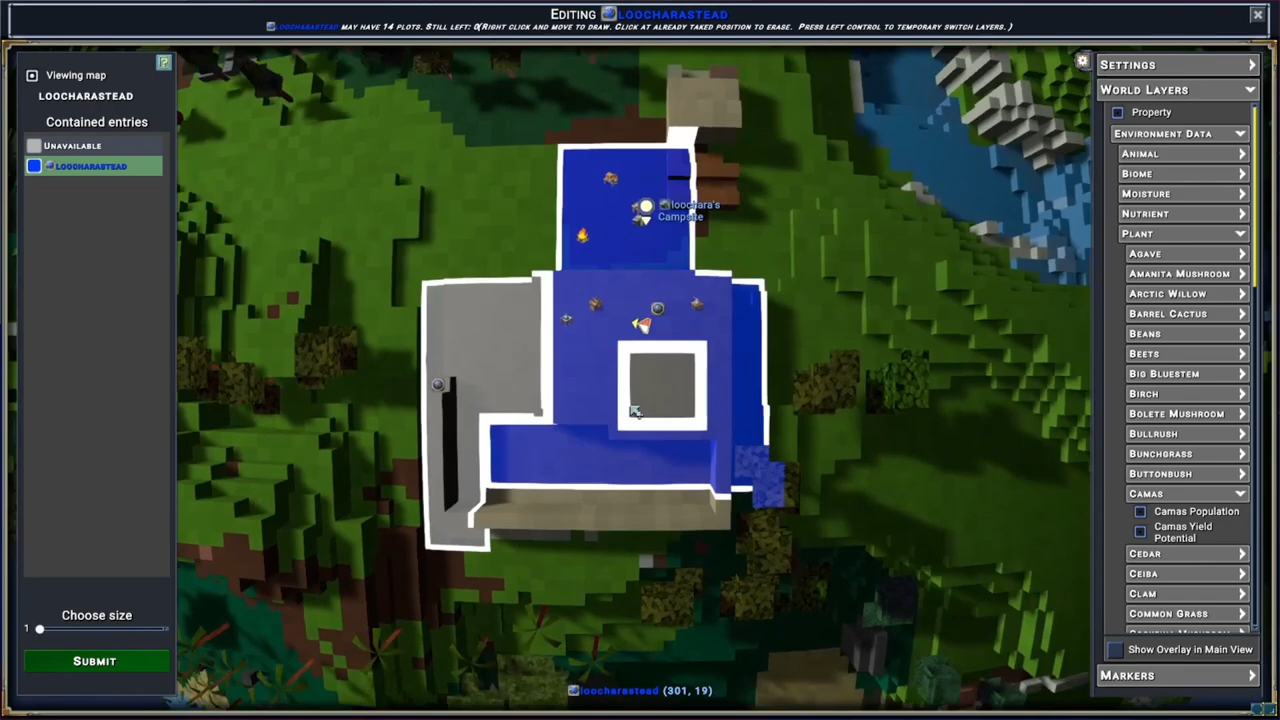 EDITING LOOCHARASTEAD
LOOCHARASTEAD MAY HAVE 14 PLOTS. STILL LEFT: 0(RIGHT CLICK AND MOVE TO DRAW. CLICK AT ALREADY TAKEN POSITION TO ERASE. PRESS LEFT CONTROL TO TEMPORARY SWITCH LAYERS.)
Viewing map
?
LOOCHARASTEAD
Contained entries
UNAVAILABLE
LOOCHARASTEAD
Choose size
1
SUBMIT
loochara's
Campsite
loocharastead (301, 19)
SETTINGS
WORLD LAYERS
Property
ENVIRONMENT DATA
ANIMAL
BIOME
MOISTURE
NUTRIENT
PLANT
AGAVE
AMANITA MUSHROOM
ARCTIC WILLOW
BARREL CACTUS
BEANS
BEETS
BIG BLUESTEM
BIRCH
BOLETE MUSHROOM
BULLRUSH
BUNCHGRASS
BUTTONBUSH
CAMAS
Camas Population
Camas Yield
Potential
CEDAR
CEIBA
CLAM
COMMON GRASS
Show Overlay in Main View
MARKERS